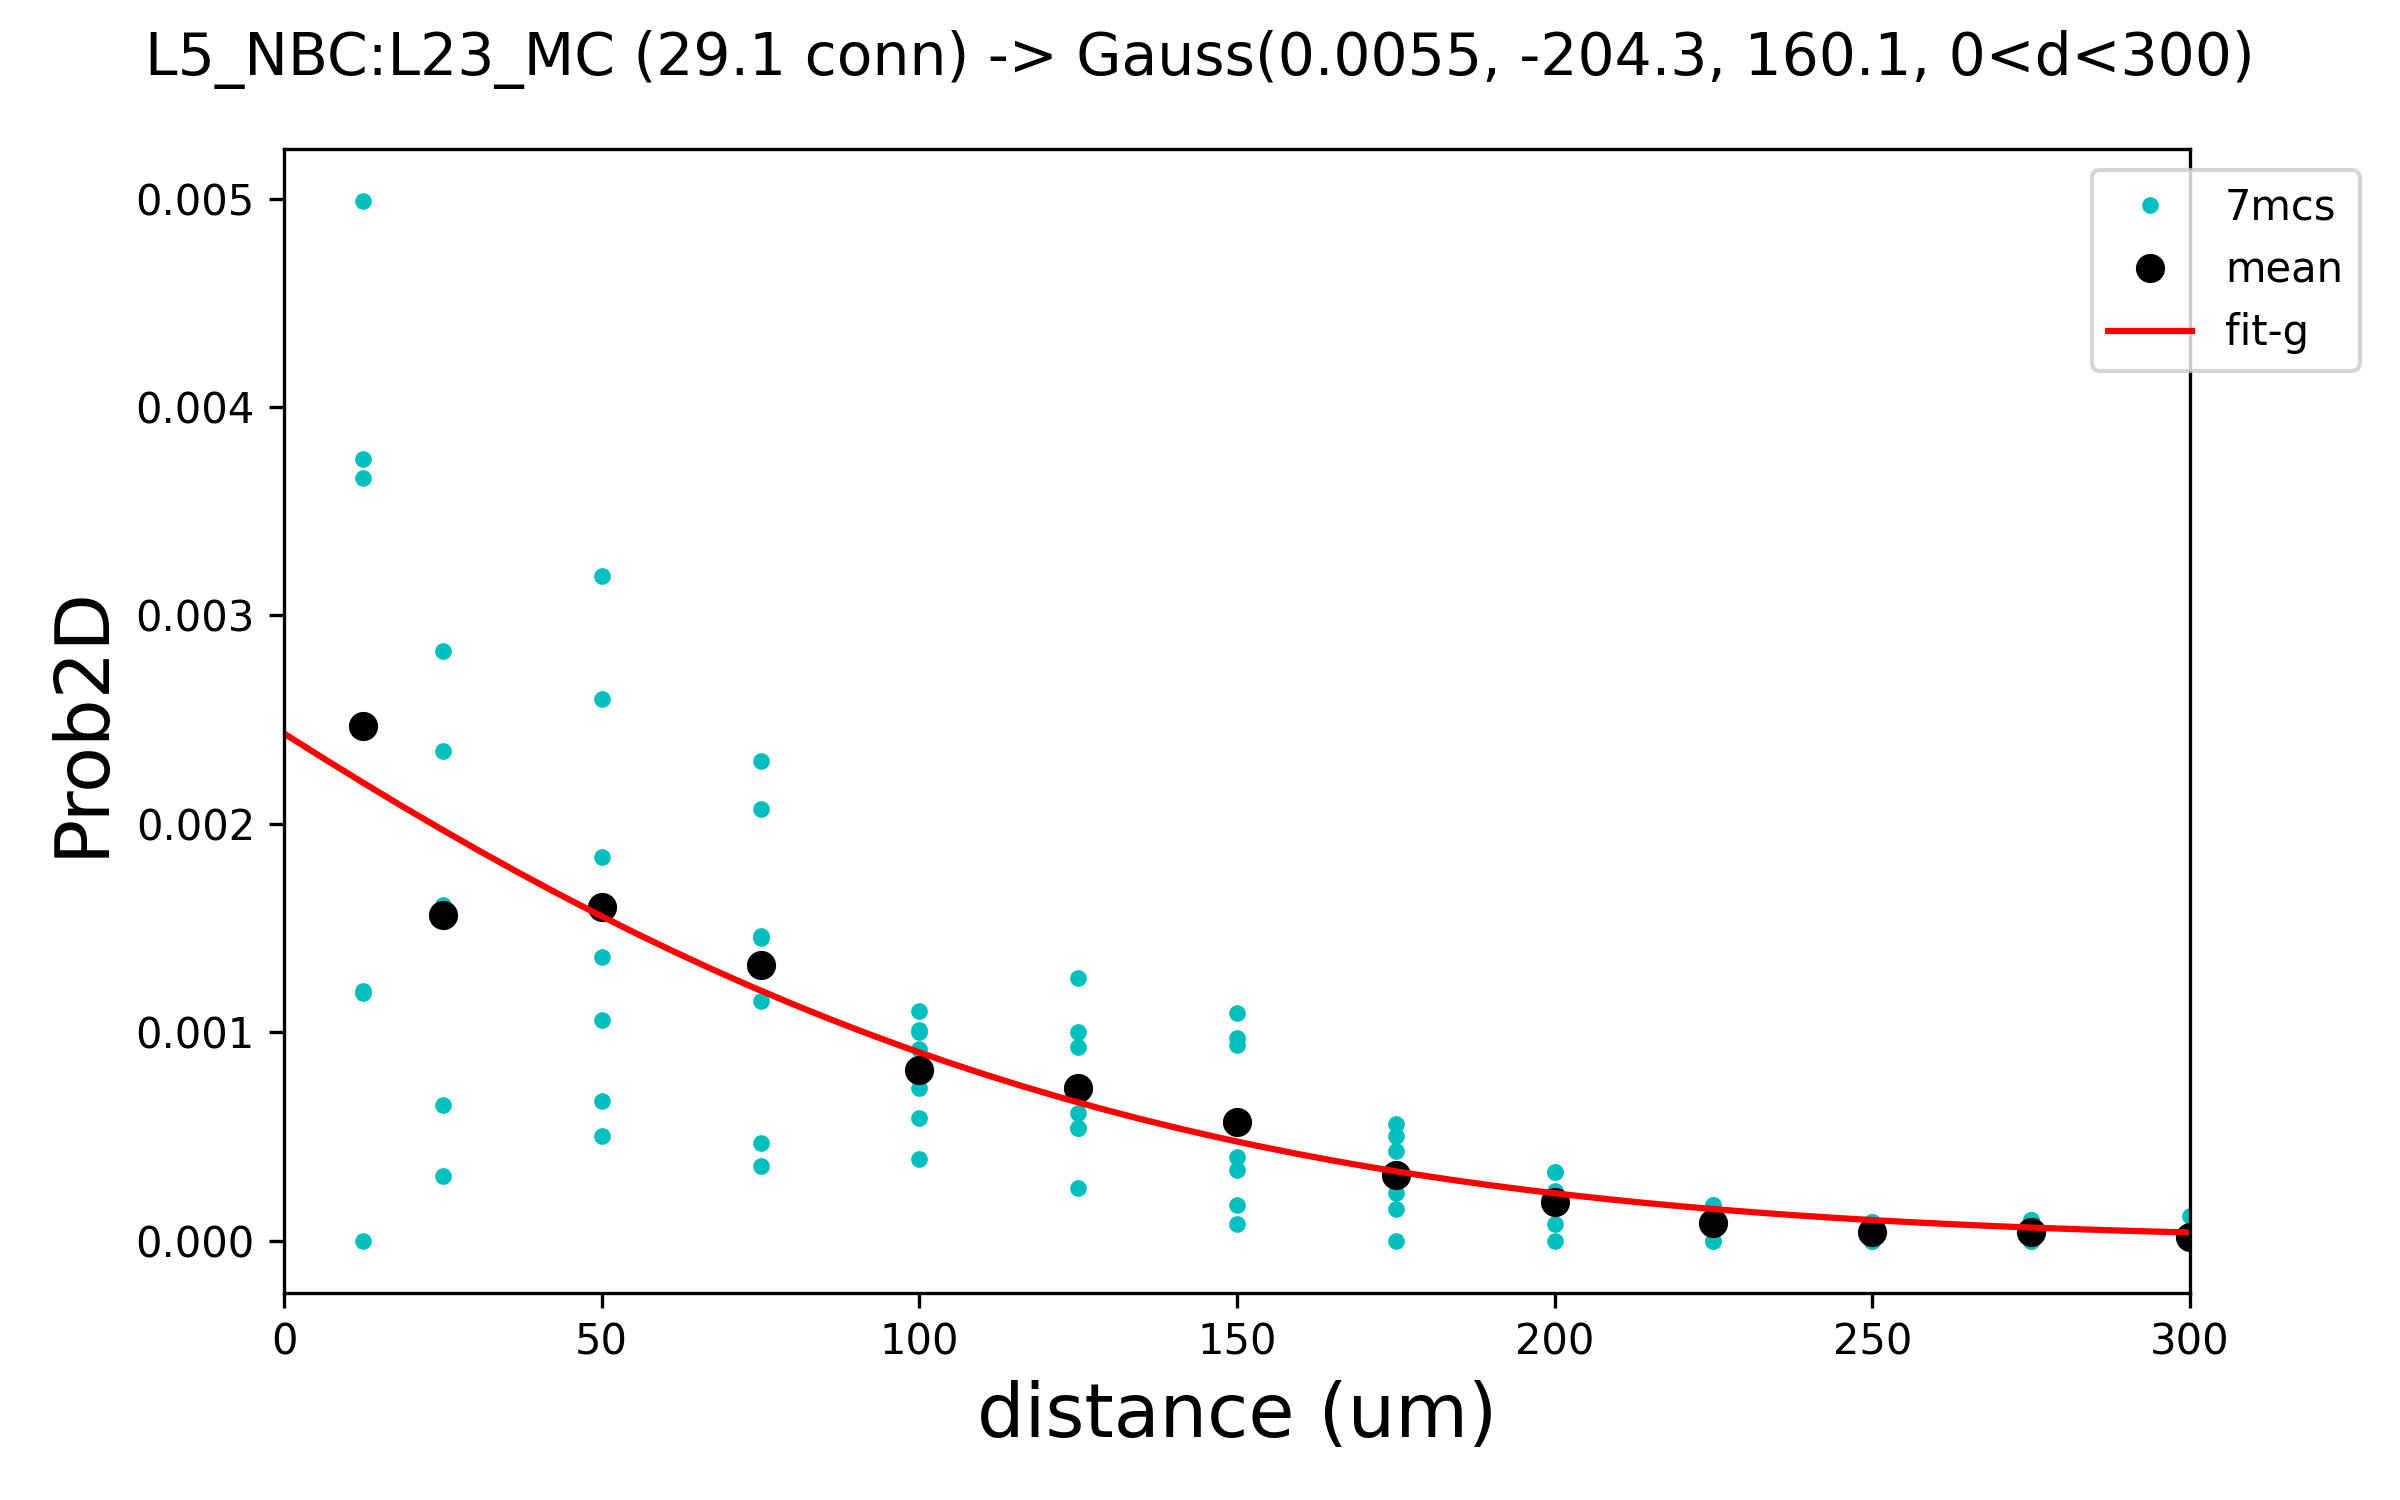 L5_NBC:L23_MC (29.1 conn) -> Gauss(0.0055, -204.3, 160.1, 0<d<300)
7mcs
mean
fit-g
Prob2D
0.005
0.004
0.003
0.002
0.001
0.000
0 50 100 150 200 250 300
distance (um)